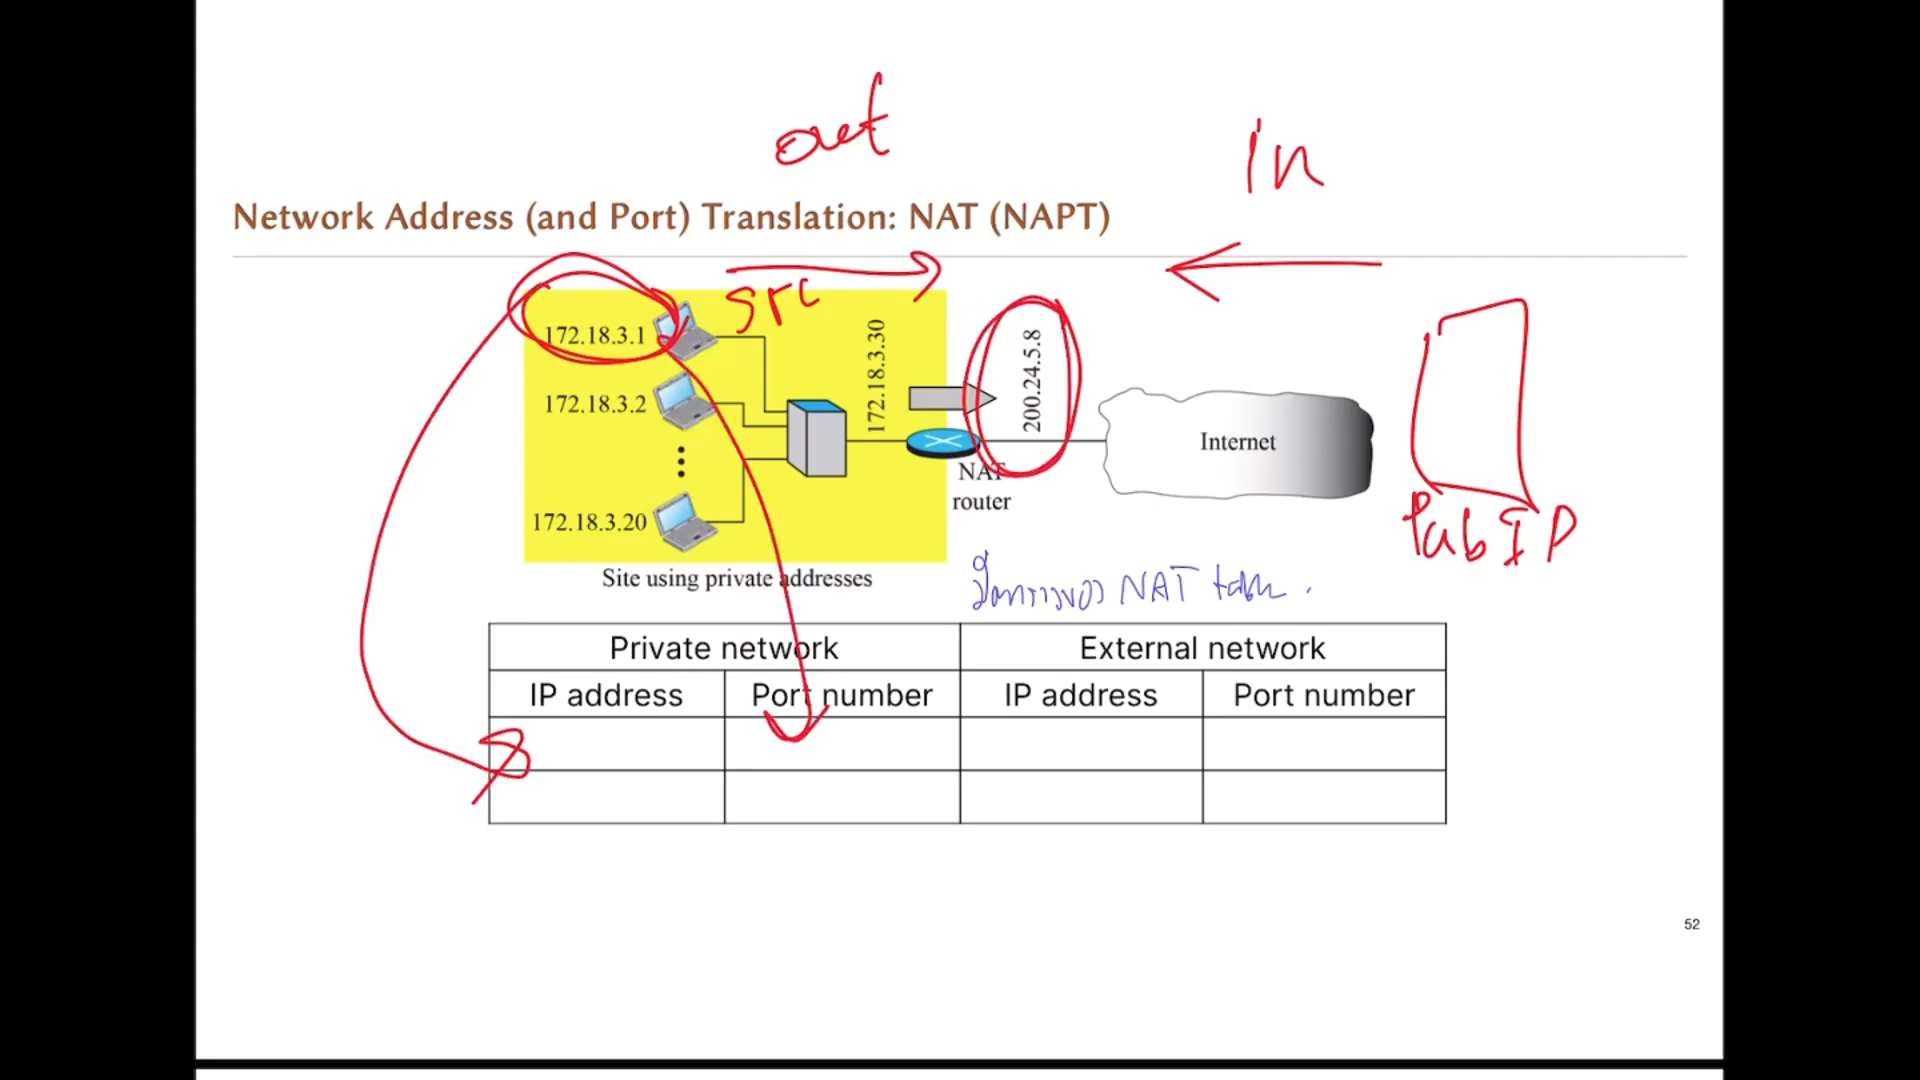 out
in
Network Address (and Port) Translation: NAT (NAPT)
src
172.18.3.1
172.18.3.2
172.18.3.20
172.18.3.30
200.24.5.8
NAT
router
Internet
Pub IP
Site using private addresses
NAT table.
Private network External network
IP address Port number IP address Port number
52